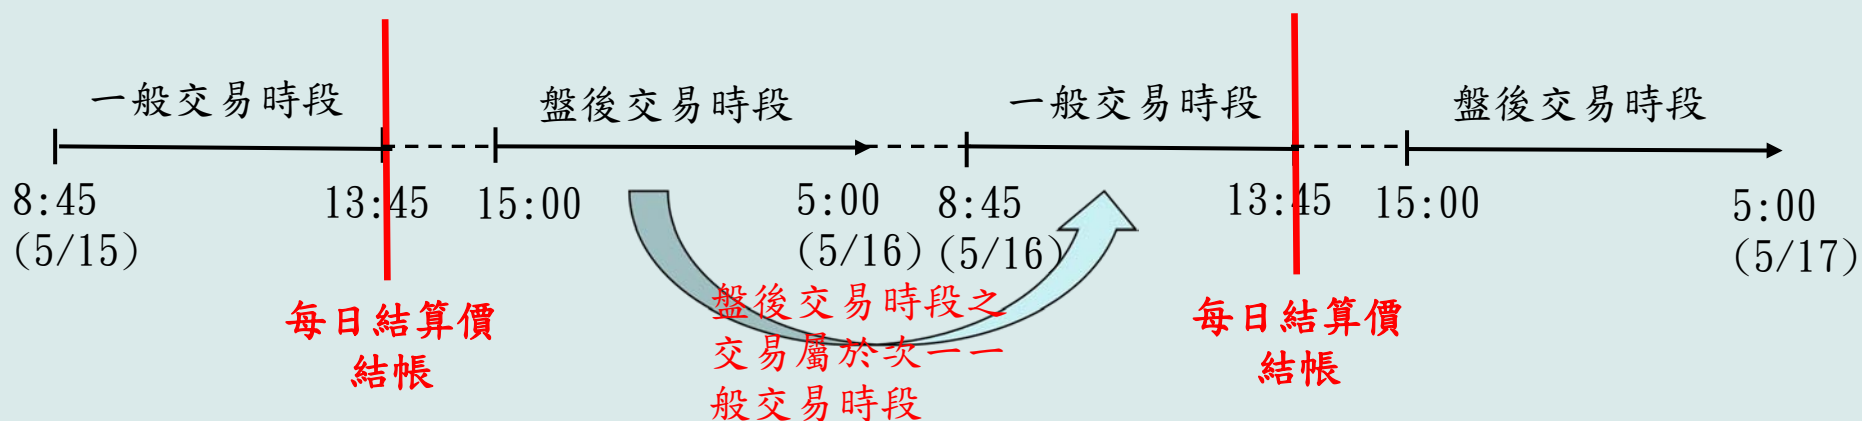 一般交易時段
盤後交易時段
一般交易時段
盤後交易時段
8:45
(5/15)
13:45
15:00
5:00
(5/16)
8:45
(5/16)
13:45
15:00
5:00
(5/17)
每日結算價
結帳
盤後交易時段之
交易屬於次一一
般交易時段
每日結算價
結帳